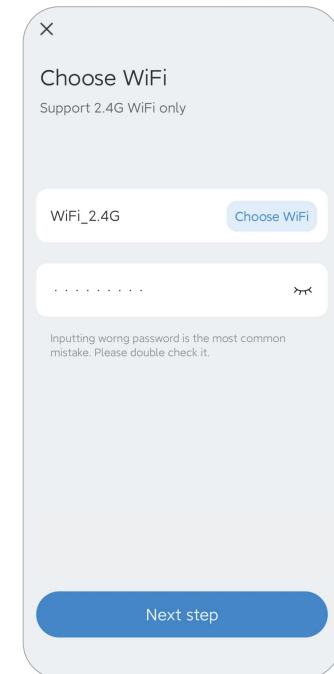 Choose WiFi
Support 2.4G WiFi only
WiFi_2.4G
Choose WiFi
.........
Inputting worng password is the most common
mistake. Please double check it.
Next step